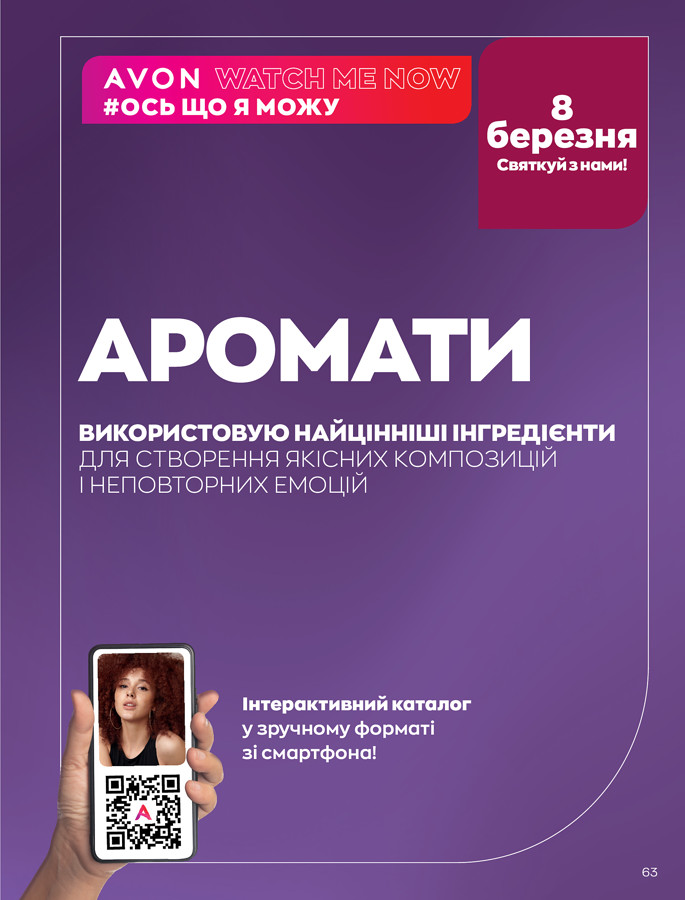 AVON WATCH ME NOW
#ОСЬ ЩО Я МОЖУ
8
березня
Святкуй з нами!
АРОМАТИ
ВИКОРИСТОВУЮ НАЙЦІННІШІ ІНГРЕДІЄНТИ
ДЛЯ СТВОРЕННЯ ЯКІСНИХ КОМПОЗИЦІЙ
І НЕПОВТОРНИХ ЕМОЦІЙ
Інтерактивний каталог
у зручному форматі
зі смартфона!
A
63